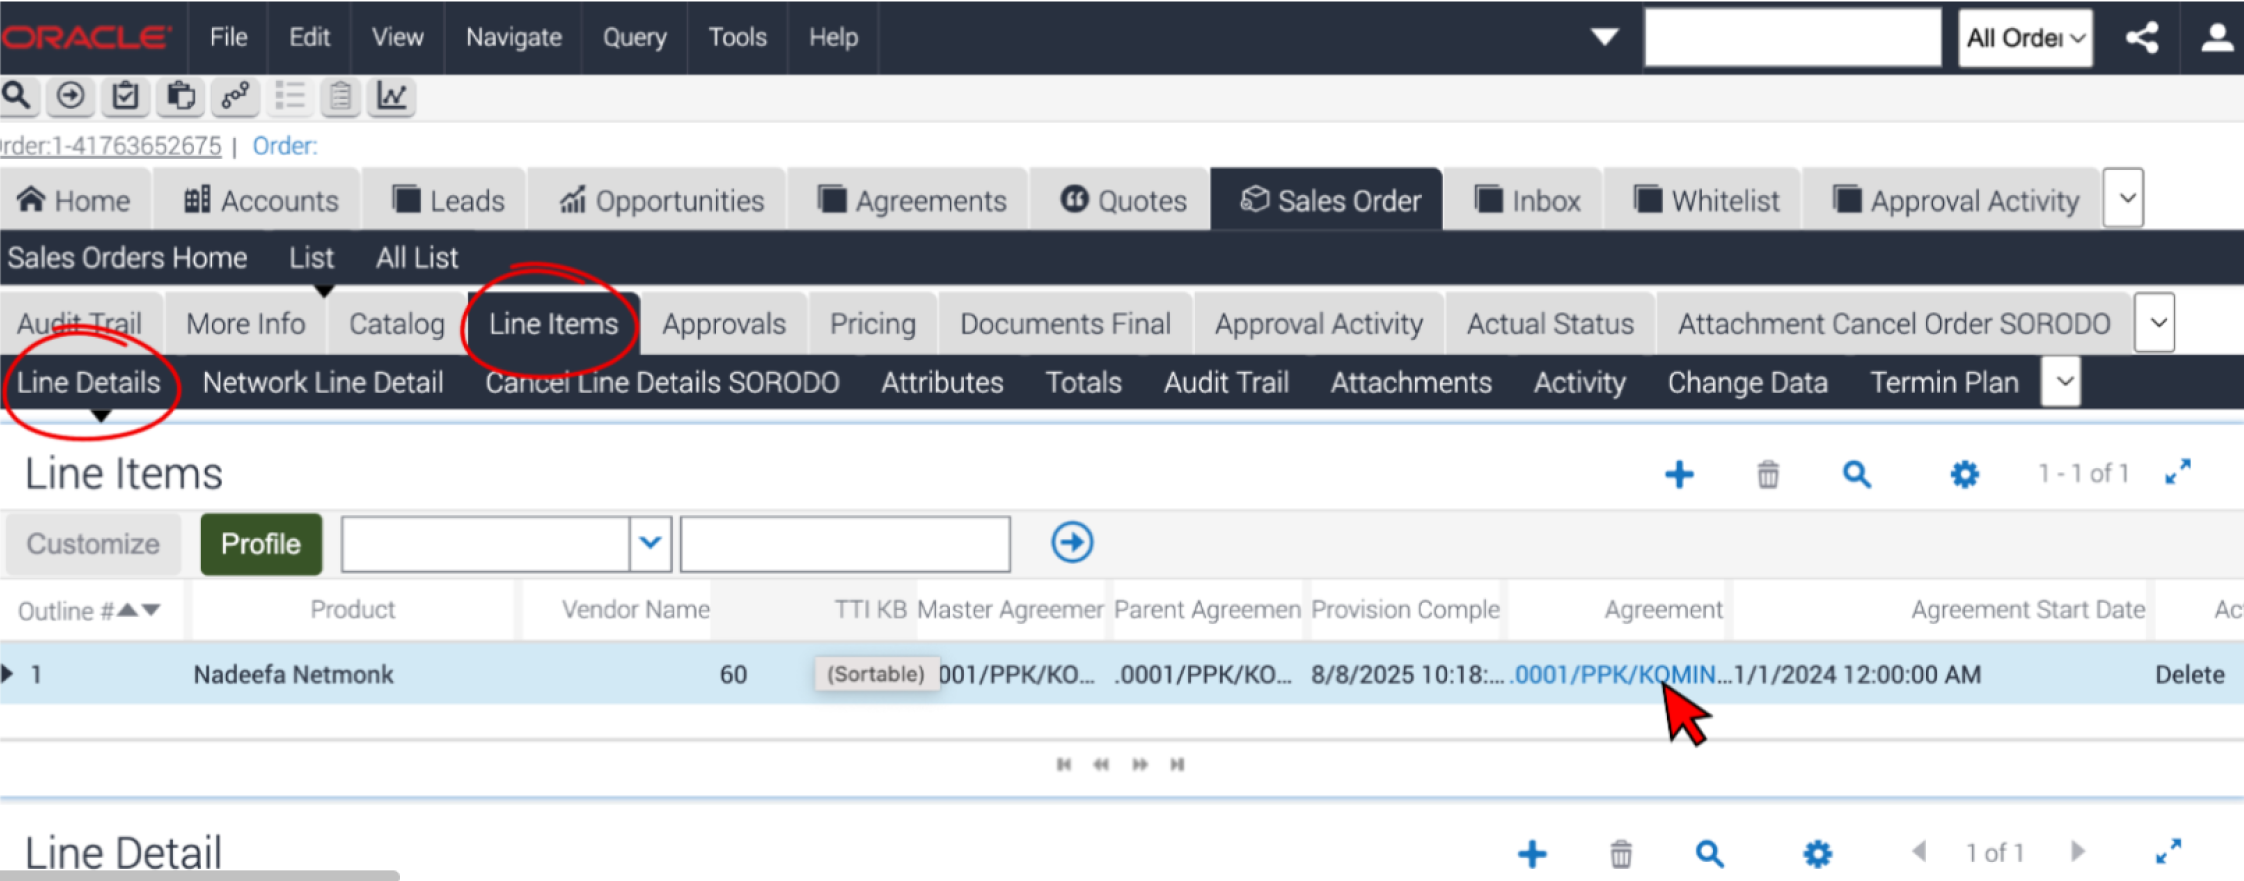 ORACLE File Edit View Navigate Query Tools Help All Order
rder:1-41763652675 | Order:
Home Accounts Leads Opportunities Agreements Quotes Sales Order Inbox Whitelist Approval Activity
Sales Orders Home List All List
Audit Trail More Info Catalog Line Items Approvals Pricing Documents Final Approval Activity Actual Status Attachment Cancel Order SORODO
Line Details Network Line Detail Cancel Line Details SORODO Attributes Totals Audit Trail Attachments Activity Change Data Termin Plan
Line Items 1 - 1 of 1
Customize Profile
Outline # Product Vendor Name TTI KB Master Agreemer Parent Agreemen Provision Comple Agreement Agreement Start Date Ac
1 Nadeefa Netmonk 60 (Sortable) 001/PPK/KO... .0001/PPK/KO... 8/8/2025 10:18:... .0001/PPK/KOMIN... 1/1/2024 12:00:00 AM Delete
Line Detail 1 of 1